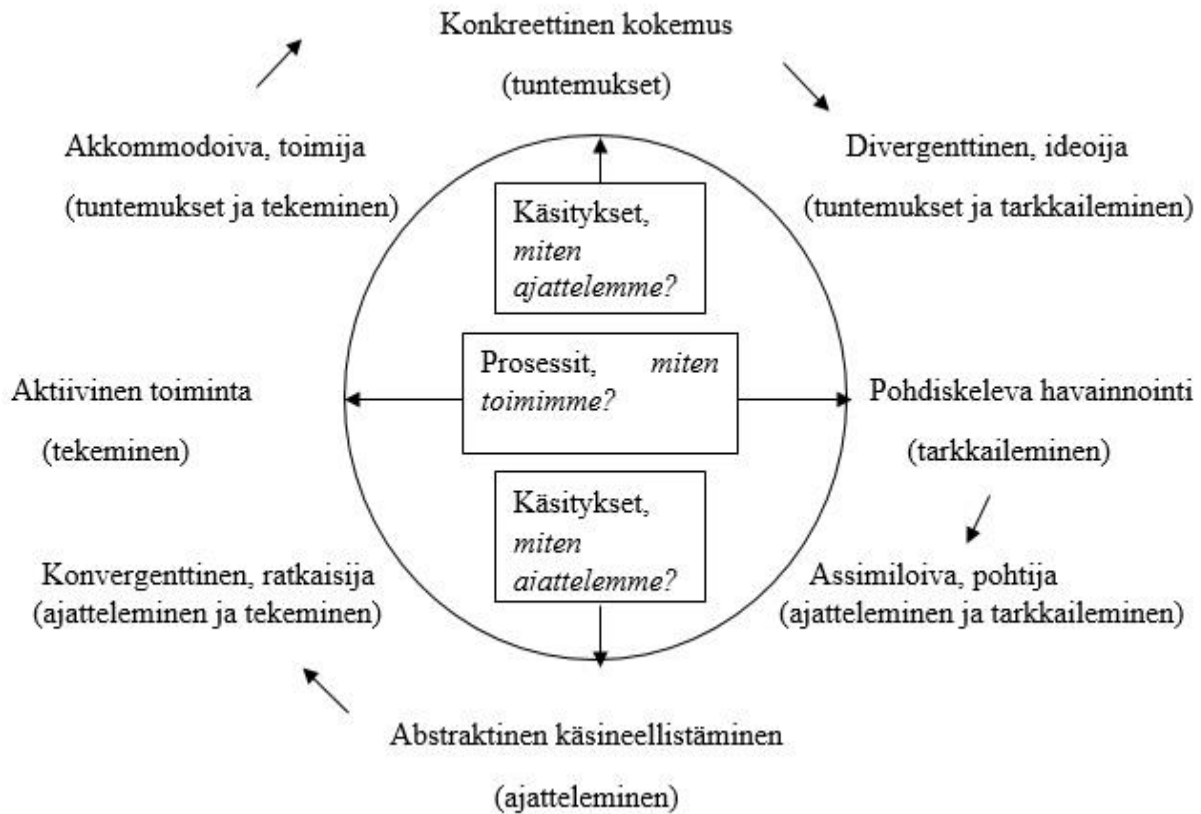 Konkreettinen kokemus
(tuntemukset)
Akkommodoiva, toimija
(tuntemukset ja tekeminen)
Divergenttinen, ideoija
(tuntemukset ja tarkkaileminen)
Käsitykset,
miten
ajattelemme?
Aktiivinen toiminta
(tekeminen)
Prosessit, miten
toimimme?
Pohdiskeleva havainnointi
(tarkkaileminen)
Käsitykset,
miten
ajattelemme?
Konvergenttinen, ratkaisija
(ajatteleminen ja tekeminen)
Assimiloiva, pohtija
(ajatteleminen ja tarkkaileminen)
Abstraktinen käsineellistäminen
(ajatteleminen)